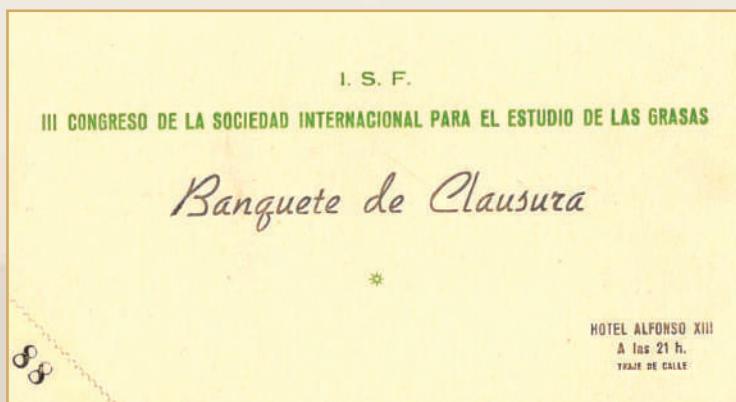 I. S. F.
III CONGRESO DE LA SOCIEDAD INTERNACIONAL PARA EL ESTUDIO DE LAS GRASAS
Banquete de Clausura
HOTEL ALFONSO XIII
A las 21 h.
TRAJE DE CALLE
88